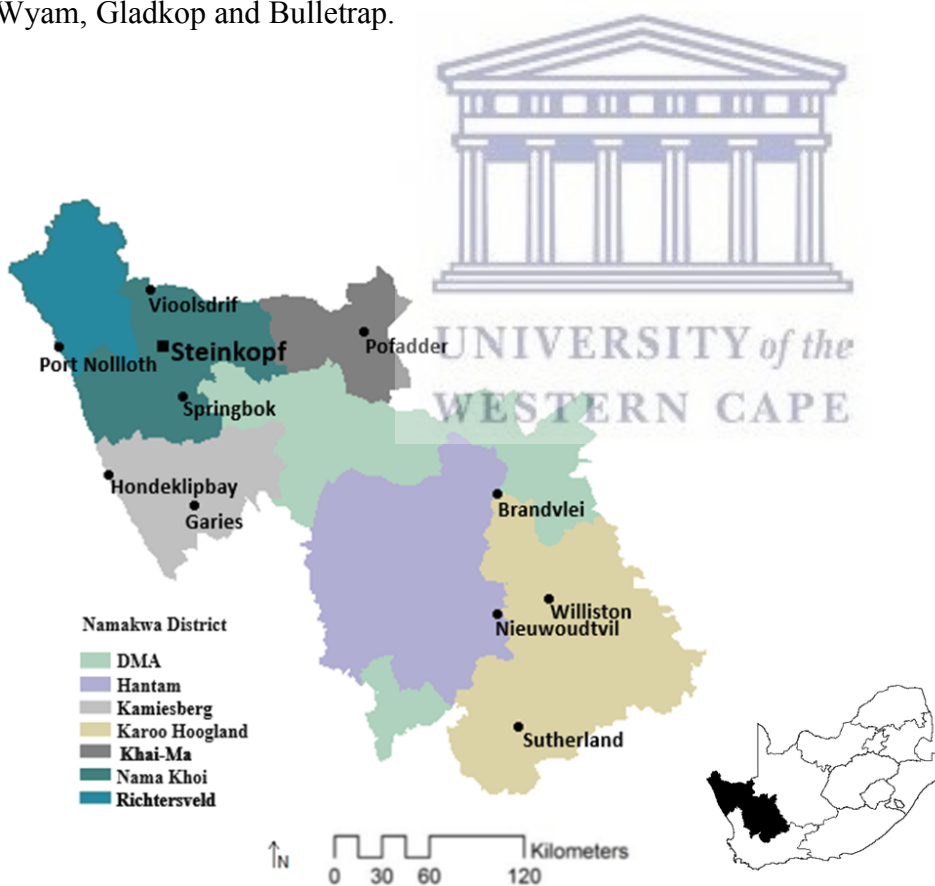 Wyam, Gladkop and Bulletrap.
UNIVERSITY of the
WESTERN CAPE
Vioolsdrif
Steinkopf
Pofadder
Port Nollloth
Springbok
Hondeklipbay
Garies
Brandvlei
Williston
Nieuwoudtvil
Sutherland
Namakwa District
DMA
Hantam
Kamiesberg
Karoo Hoogland
Khai-Ma
Nama Khoi
Richtersveld
N
Kilometers
0 30 60 120